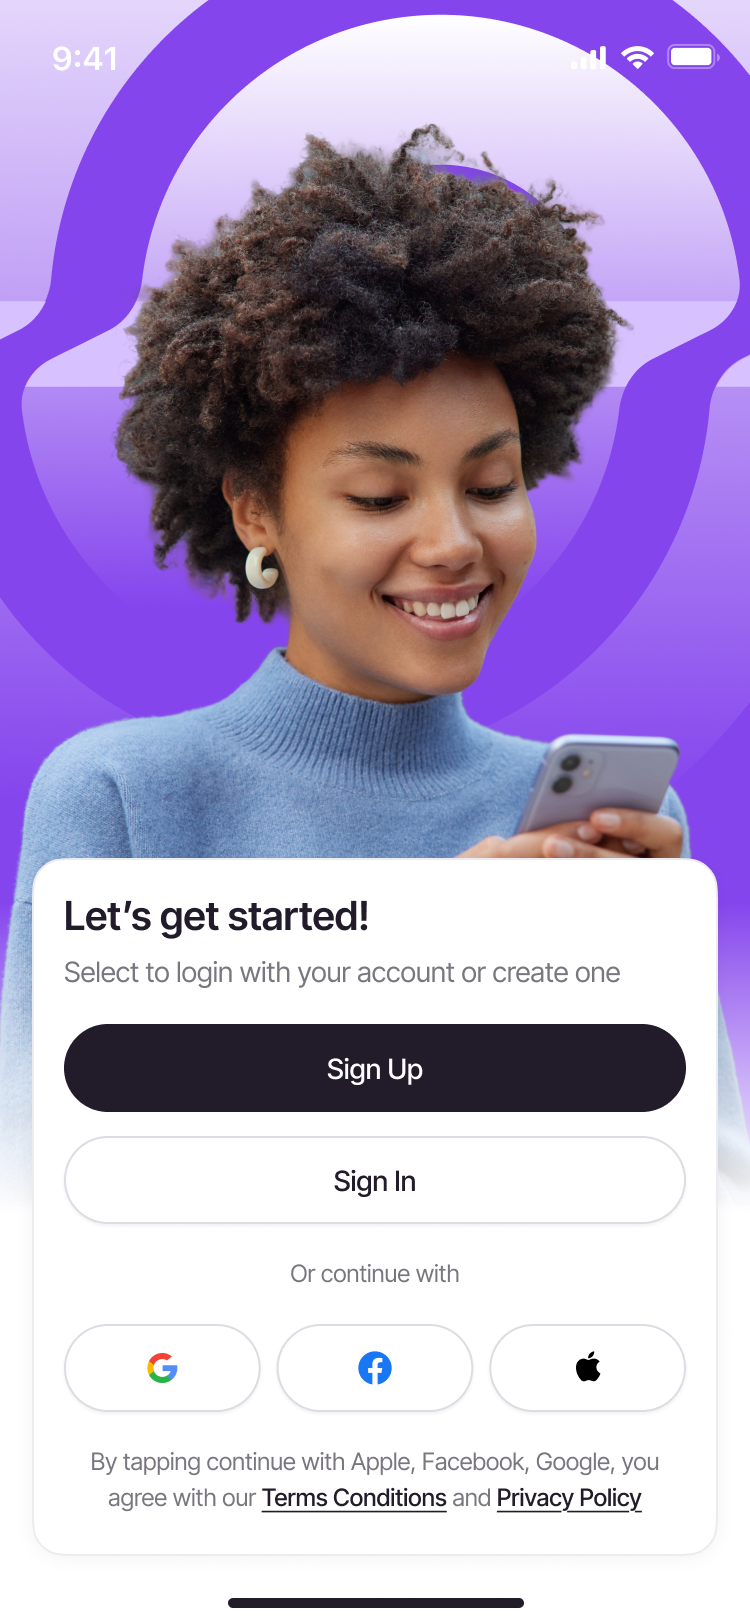 9:41
Let’s get started!
Select to login with your account or create one
Sign Up
Sign In
Or continue with
By tapping continue with Apple, Facebook, Google, you
agree with our Terms Conditions and Privacy Policy